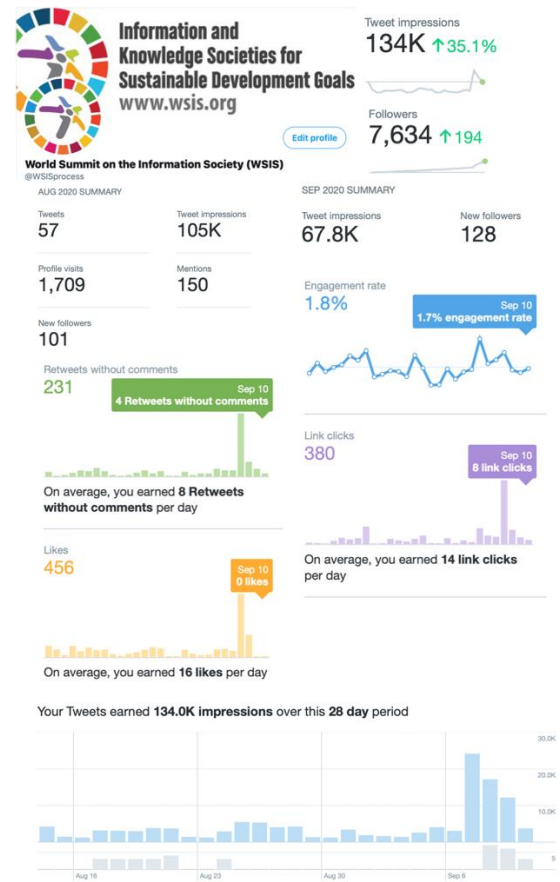 Information and
Knowledge Societies for
Sustainable Development Goals
www.wsis.org
Edit profile
World Summit on the Information Society (WSIS)
@WSISprocess
Tweet impressions
134K ↑35.1%
Followers
7,634 ↑194
AUG 2020 SUMMARY
Tweets
57
Tweet impressions
105K
Profile visits
1,709
Mentions
150
New followers
101
SEP 2020 SUMMARY
Tweet impressions
67.8K
New followers
128
Engagement rate
1.8%
Sep 10
1.7% engagement rate
Retweets without comments
231
Sep 10
4 Retweets without comments
On average, you earned 8 Retweets
without comments per day
Link clicks
380
Sep 10
8 link clicks
On average, you earned 14 link clicks
per day
Likes
456
Sep 10
0 likes
On average, you earned 16 likes per day
Your Tweets earned 134.0K impressions over this 28 day period
30.0K
20.0K
10.0K
5
Aug 16
Aug 23
Aug 30
Sep 6